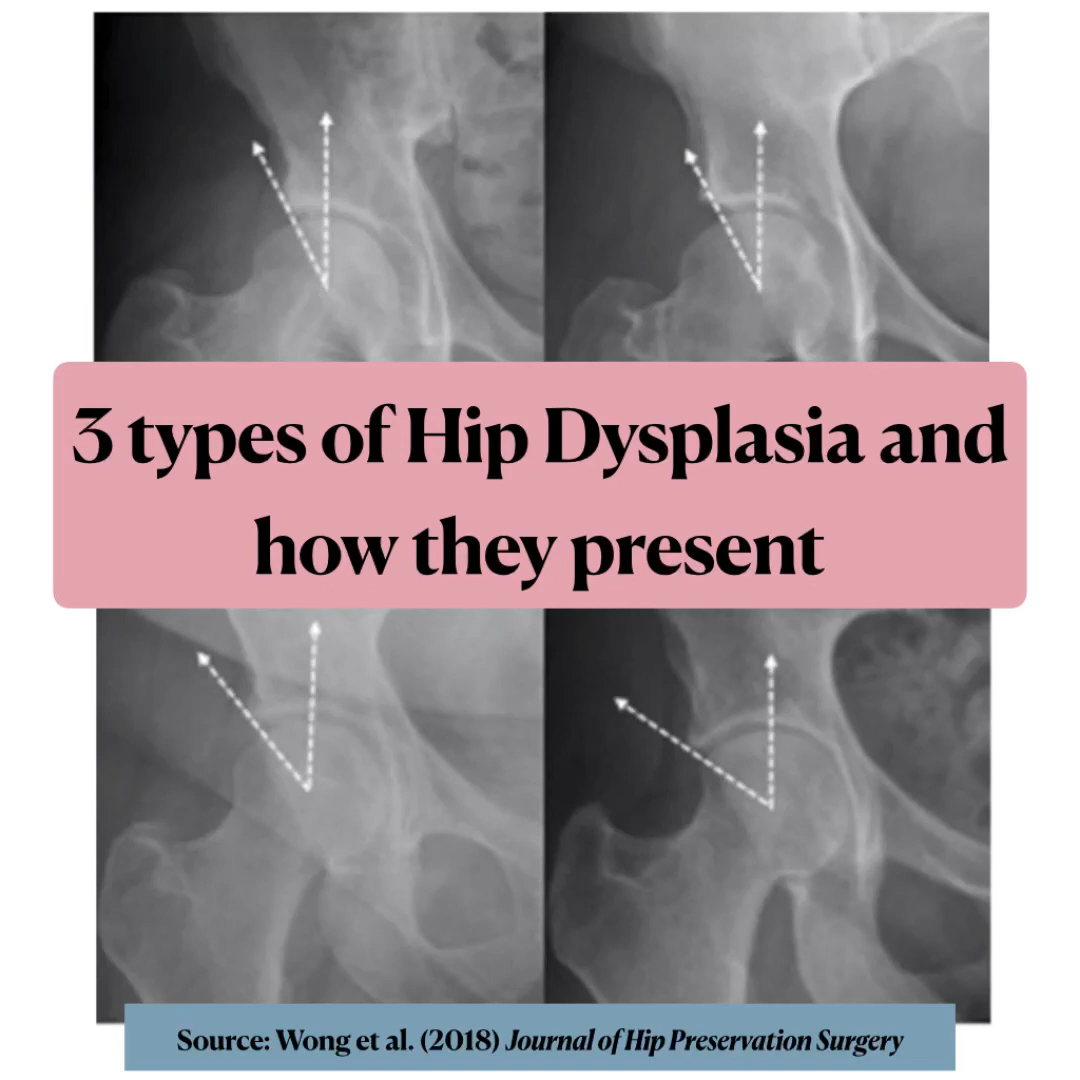 3 types of Hip Dysplasia and
how they present
Source: Wong et al. (2018) Journal of Hip Preservation Surgery